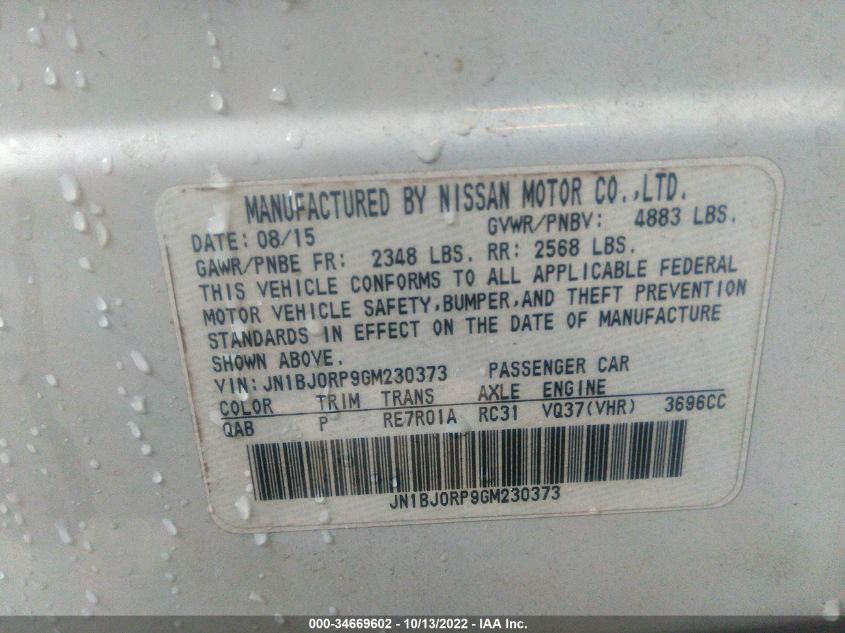 MANUFACTURED BY NISSAN MOTOR CO.,LTD.
DATE: 08/15 GVWR/PNBV: 4883 LBS.
GAWR/PNBE FR: 2348 LBS. RR: 2568 LBS.
THIS VEHICLE CONFORMS TO ALL APPLICABLE FEDERAL
MOTOR VEHICLE SAFETY,BUMPER,AND THEFT PREVENTION
STANDARDS IN EFFECT ON THE DATE OF MANUFACTURE
SHOWN ABOVE.
VIN:JN1BJ0RP9GM230373 PASSENGER CAR
COLOR TRIM TRANS AXLE ENGINE
QAB P RE7R01A RC31 VQ37(VHR) 3696CC
JN1BJ0RP9GM230373
000-34669602 - 10/13/2022 - IAA Inc.